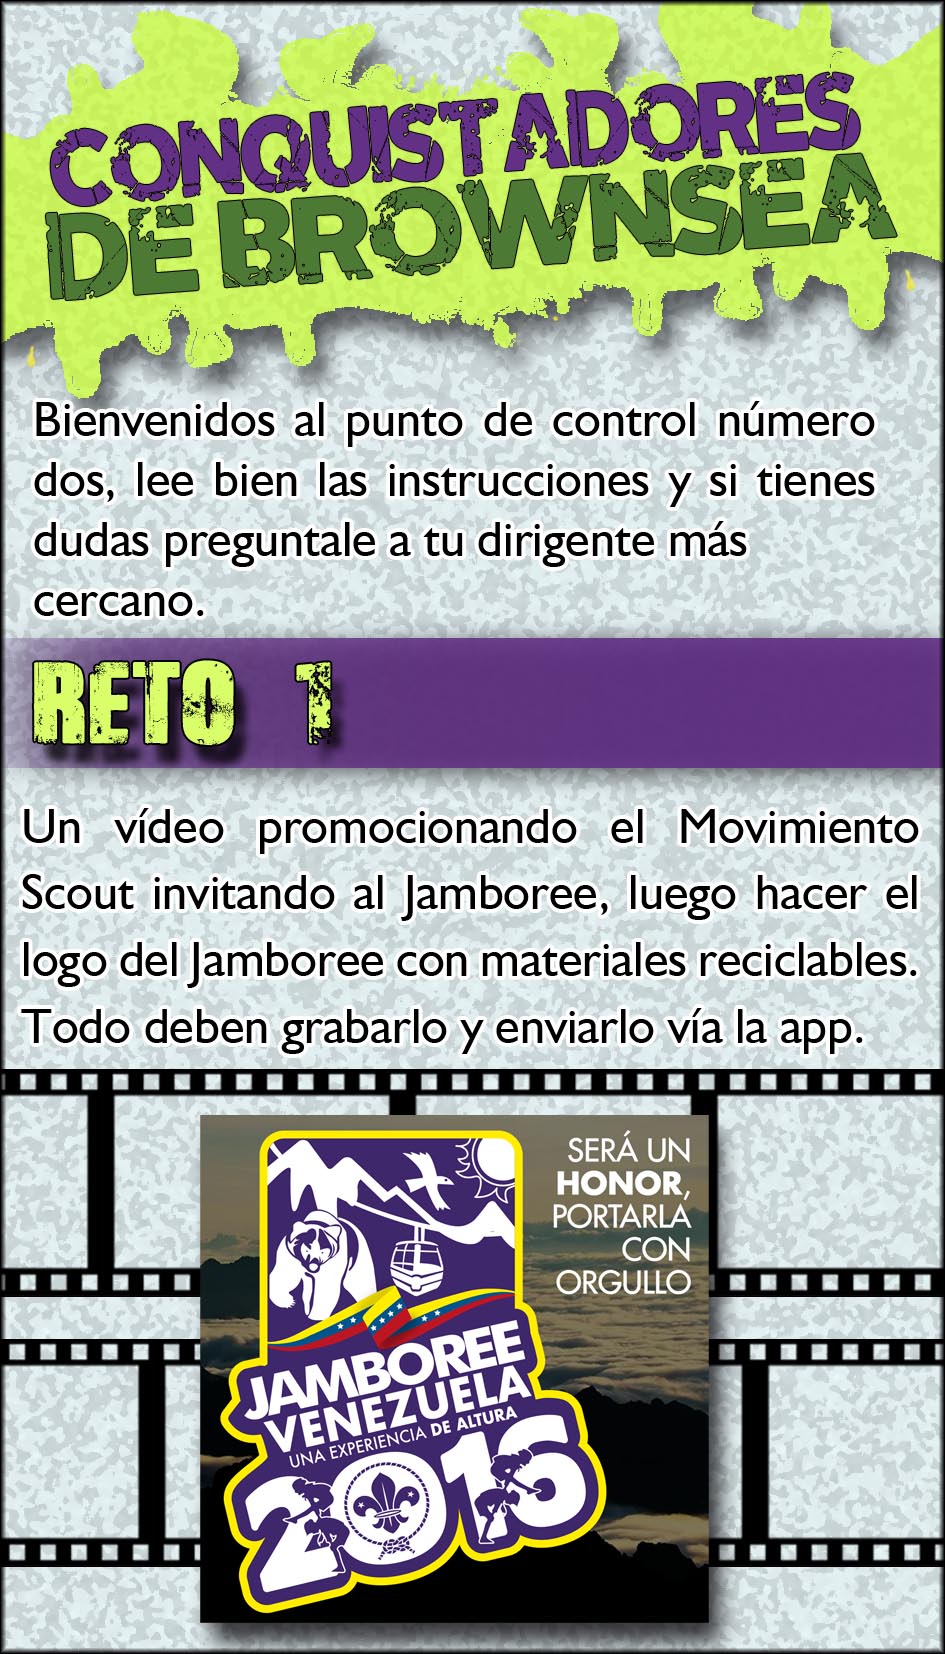 CONQUISTADORES
DE BROWNSEA
Bienvenidos al punto de control número
dos, lee bien las instrucciones y si tienes
dudas preguntale a tu dirigente más
cercano.
RETO 1
Un vídeo promocionando el Movimiento
Scout invitando al Jamboree, luego hacer el
logo del Jamboree con materiales reciclables.
Todo deben grabarlo y enviarlo vía la app.
SERÁ UN
HONOR,
PORTARLA
CON
ORGULLO
JAMBOREE
VENEZUELA
UNA EXPERIENCIA DE ALTURA
2016